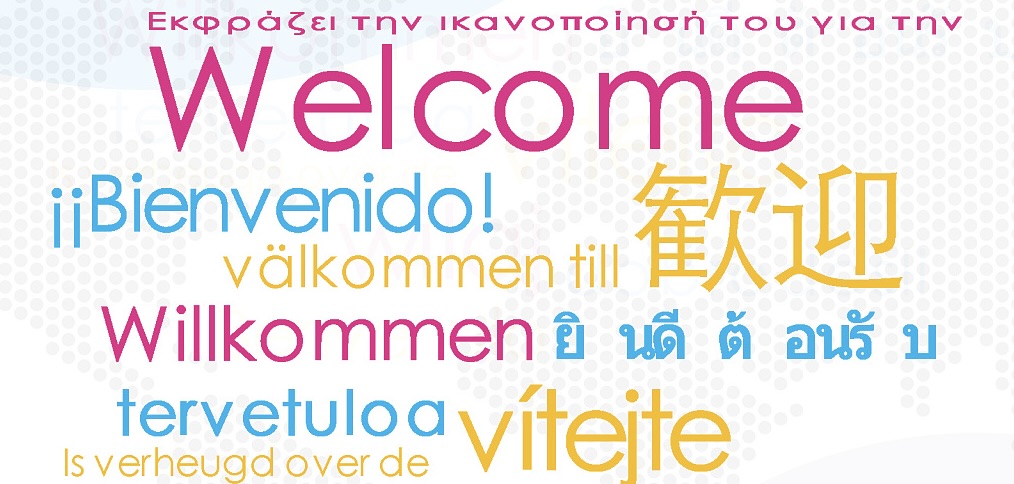 Εκφράζει την ικανοποίησή του για την
Welcome
¡¡Bienvenido!
歓迎
välkommen till
Willkommen
ยิ นดี ต้ อนรั บ
tervetuloa
vítejte
Is verheugd over de